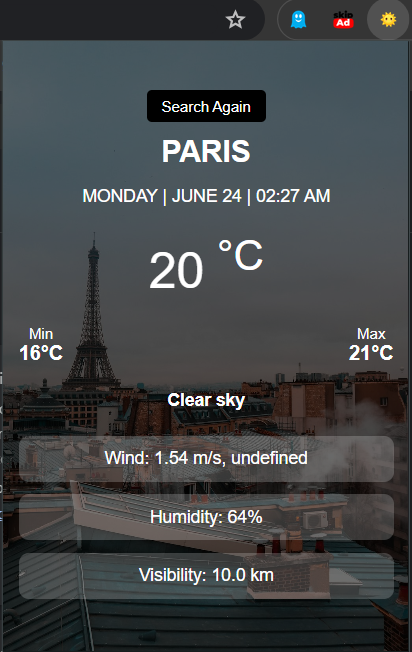 skip
Ad
Search Again
PARIS
MONDAY | JUNE 24 | 02:27 AM
20 °C
Min
Max
16°C
21°C
Clear sky
Wind: 1.54 m/s, undefined
Humidity: 64%
Visibility: 10.0 km